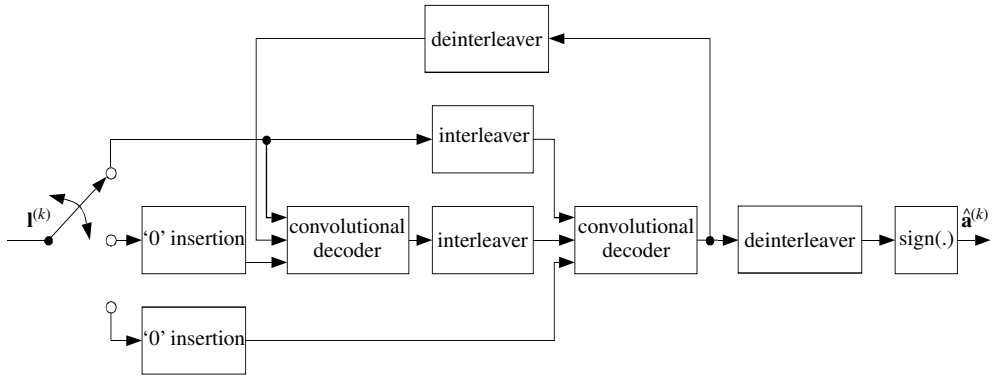 deinterleaver
interleaver
l^(k)
‘0’ insertion
convolutional
decoder
interleaver
convolutional
decoder
deinterleaver
sign(.)
â^(k)
‘0’ insertion